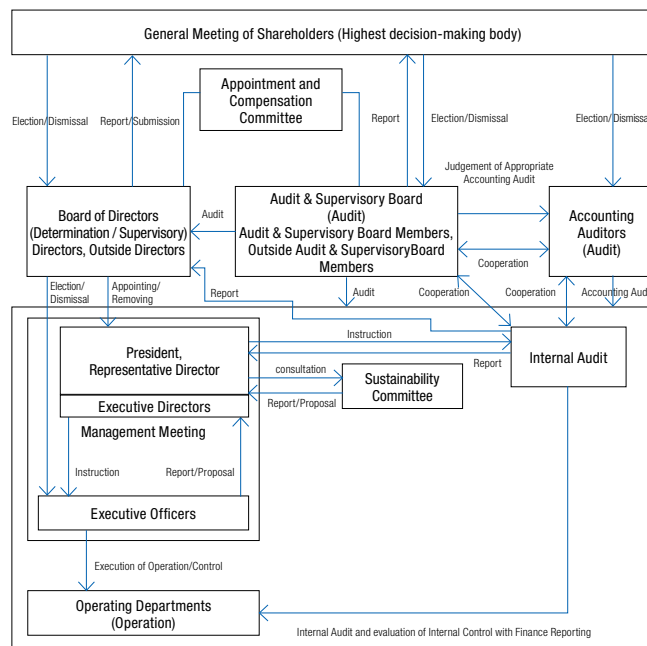 General Meeting of Shareholders (Highest decision-making body)
Appointment and
Compensation
Committee
Election/Dismissal
Report/Submission
Report
Election/Dismissal
Election/Dismissal
Judgement of Appropriate
Accounting Audit
Board of Directors
(Determination / Supervisory)
Directors, Outside Directors
Audit
Audit & Supervisory Board
(Audit)
Audit & Supervisory Board Members,
Outside Audit & SupervisoryBoard
Members
Accounting
Auditors
(Audit)
Cooperation
Election/
Dismissal
Appointing/
Removing
Report
Audit
Cooperation
Cooperation
Accounting Audit
President,
Representative Director
Instruction
Report
Internal Audit
consultation
Report/Proposal
Sustainability
Committee
Executive Directors
Management Meeting
Instruction
Report/Proposal
Executive Officers
Execution of Operation/Control
Operating Departments
(Operation)
Internal Audit and evaluation of Internal Control with Finance Reporting